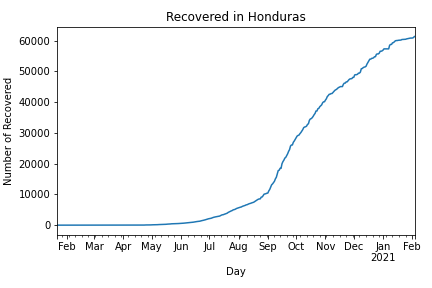 Recovered in Honduras
Number of Recovered
60000
50000
40000
30000
20000
10000
0
Feb Mar Apr May Jun Jul Aug Sep Oct Nov Dec Jan Feb
2021
Day